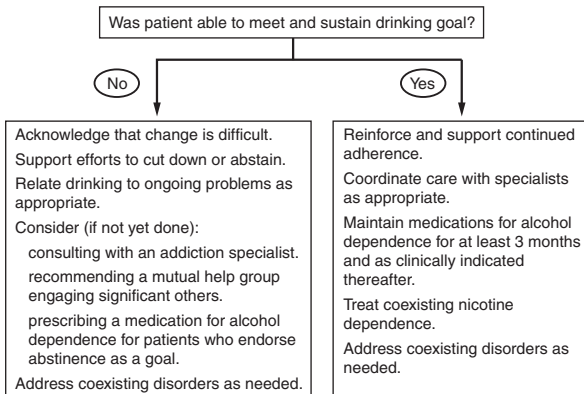 Was patient able to meet and sustain drinking goal?
No
Yes
Acknowledge that change is difficult.
Support efforts to cut down or abstain.
Relate drinking to ongoing problems as
appropriate.
Consider (if not yet done):
consulting with an addiction specialist.
recommending a mutual help group
engaging significant others.
prescribing a medication for alcohol
dependence for patients who endorse
abstinence as a goal.
Address coexisting disorders as needed.
Reinforce and support continued
adherence.
Coordinate care with specialists
as appropriate.
Maintain medications for alcohol
dependence for at least 3 months
and as clinically indicated
thereafter.
Treat coexisting nicotine
dependence.
Address coexisting disorders as
needed.